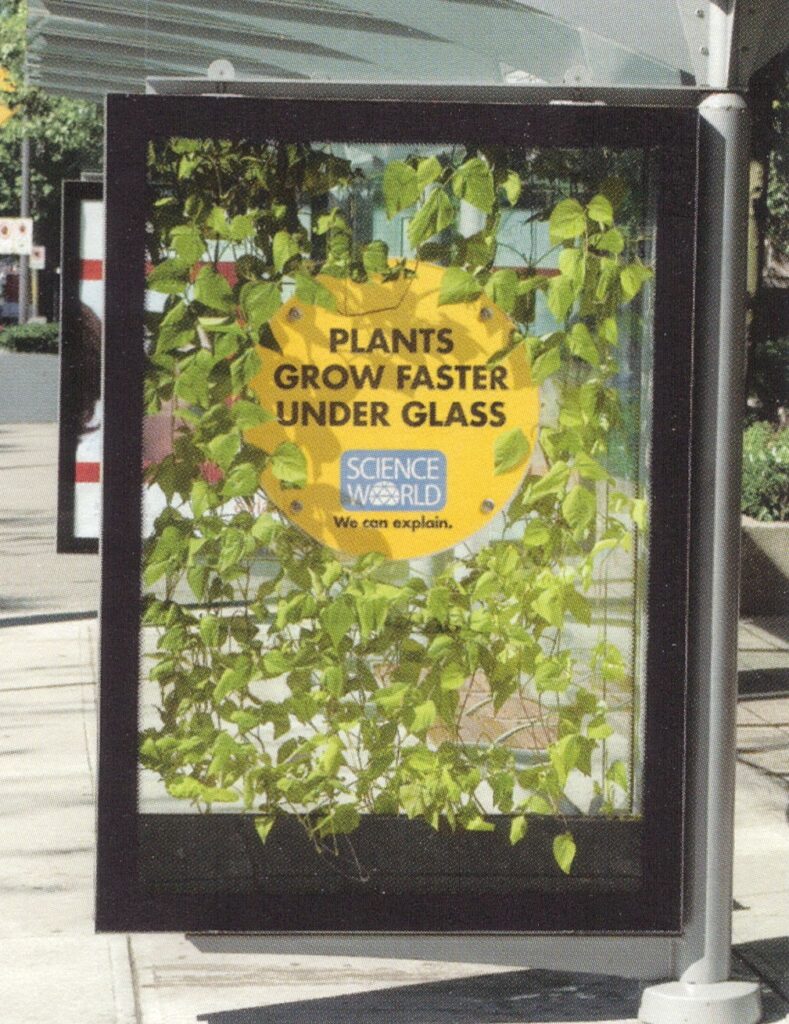 PLANTS
GROW FASTER
UNDER GLASS
SCIENCE
WORLD
We can explain.